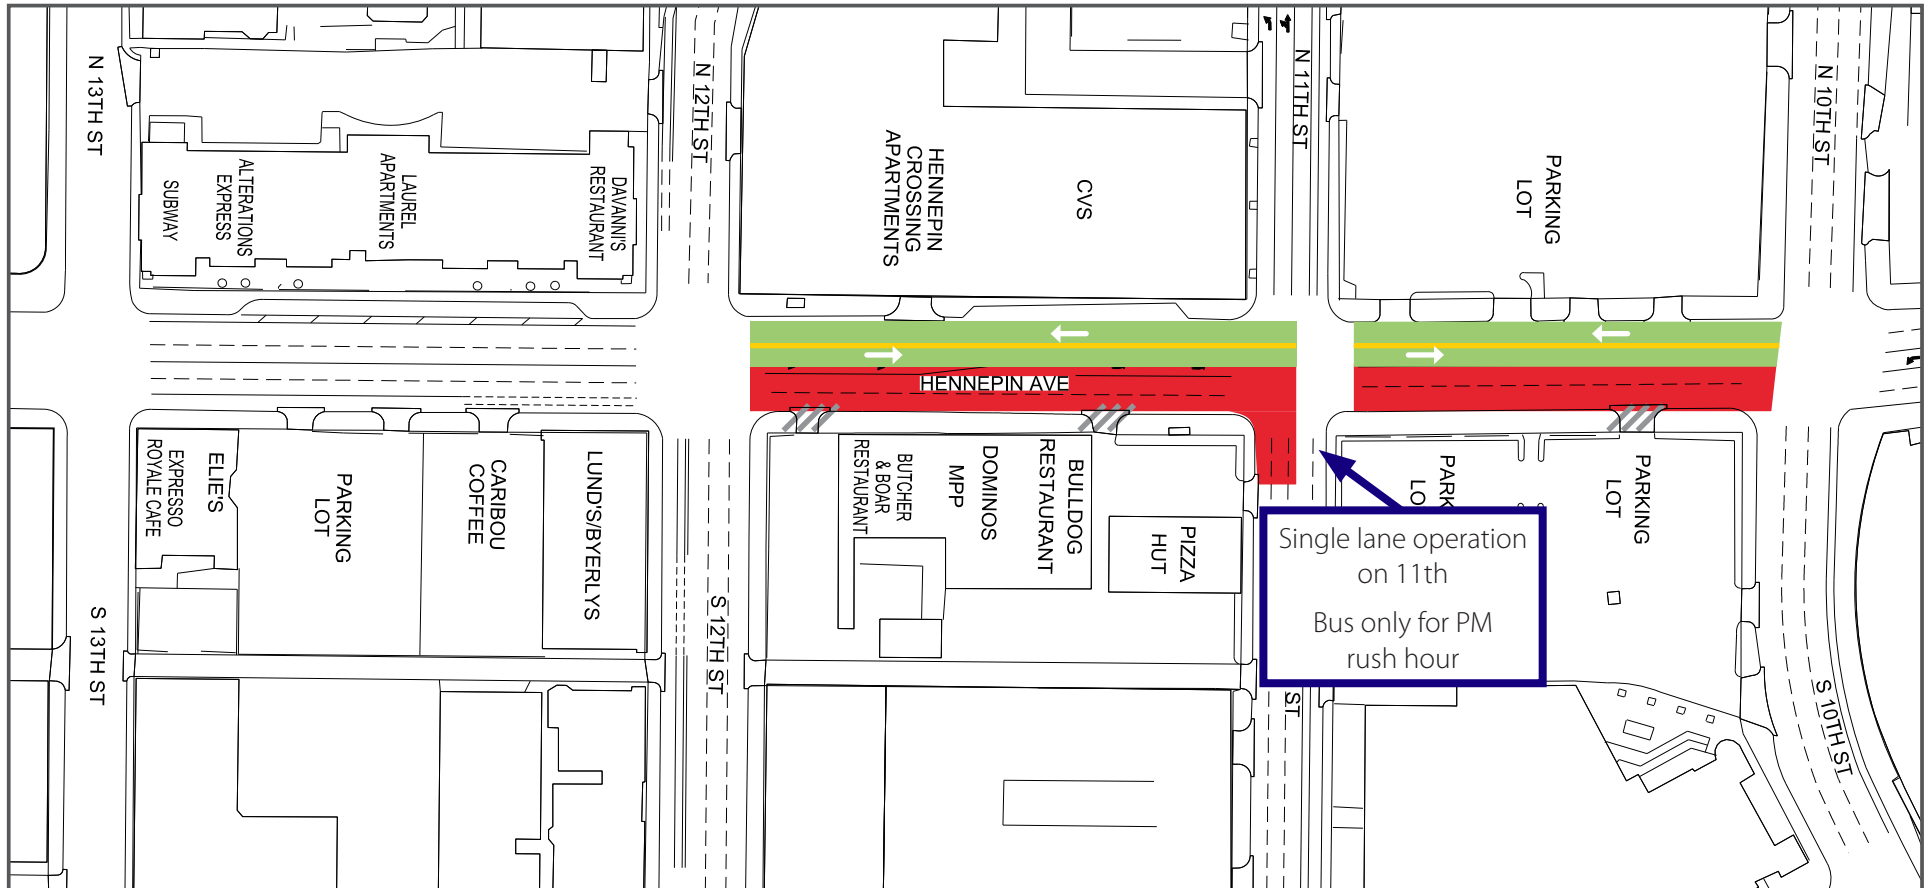 N 13TH ST
N 12TH ST
N 11TH ST
N 10TH ST
SUBWAY
ALTERATIONS
EXPRESS
LAUREL
APARTMENTS
DAVANNI'S
RESTAURANT
HENNEPIN
CROSSING
APARTMENTS
CVS
PARKING
LOT
HENNEPIN AVE
EXPRESSO
ROYALE CAFE
ELIE'S
PARKING
LOT
CARIBOU
COFFEE
LUND'S/BYERLYS
BUTCHER
& BOAR
RESTAURANT
MPP
DOMINOS
BULLDOG
RESTAURANT
PIZZA
HUT
PARK
LO
PARKING
LOT
Single lane operation
on 11th
Bus only for PM
rush hour
S 13TH ST
S 12TH ST
ST
S 10TH ST